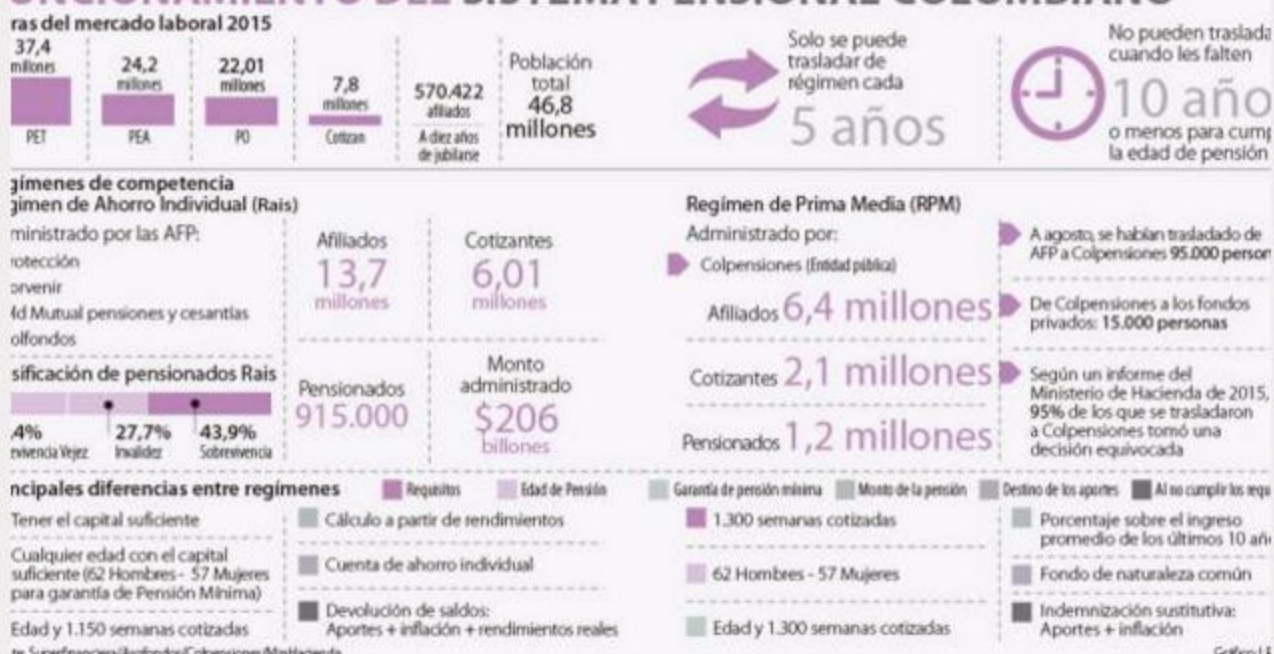 SISTEMA PENSIONAL COLOMBIANO
ras del mercado laboral 2015
37,4
millones
PET
24,2
millones
PEA
22,01
millones
PO
7,8
millones
Cotizan
570.422
afiliados
A diez años
de jubilarse
Población
total
46,8
millones
Solo se puede
trasladar de
régimen cada
5 años
No pueden traslada
cuando les falten
10 año
o menos para cump
la edad de pensión
gímenes de competencia
gimen de Ahorro Individual (Rais)
ministrado por las AFP:
rotección
orvenir
ld Mutual pensiones y cesantías
olfondos
Afiliados
13,7
millones
Cotizantes
6,01
millones
sificación de pensionados Rais
,4%
27,7%
43,9%
Vejez
Invalidez
Sobrevivencia
Pensionados
915.000
Monto
administrado
$206
billones
Regímen de Prima Media (RPM)
Administrado por:
Colpensiones (Entidad pública)
Afiliados 6,4 millones
Cotizantes 2,1 millones
Pensionados 1,2 millones
A agosto, se habían trasladado de
AFP a Colpensiones 95.000 person
De Colpensiones a los fondos
privados: 15.000 personas
Según un informe del
Ministerio de Hacienda de 2015,
95% de los que se trasladaron
a Colpensiones tomó una
decisión equivocada
ncipales diferencias entre regímenes
Requisitos
Edad de Pensión
Garantía de pensión mínima
Monto de la pensión
Destino de los aportes
Al no cumplir los requ
Tener el capital suficiente
Cualquier edad con el capital
suficiente (62 Hombres - 57 Mujeres
para garantía de Pensión Mínima)
Edad y 1.150 semanas cotizadas
Cálculo a partir de rendimientos
Cuenta de ahorro individual
Devolución de saldos:
Aportes + inflación + rendimientos reales
1.300 semanas cotizadas
62 Hombres - 57 Mujeres
Edad y 1.300 semanas cotizadas
Porcentaje sobre el ingreso
promedio de los últimos 10 añ
Fondo de naturaleza común
Indemnización sustitutiva:
Aportes + inflación